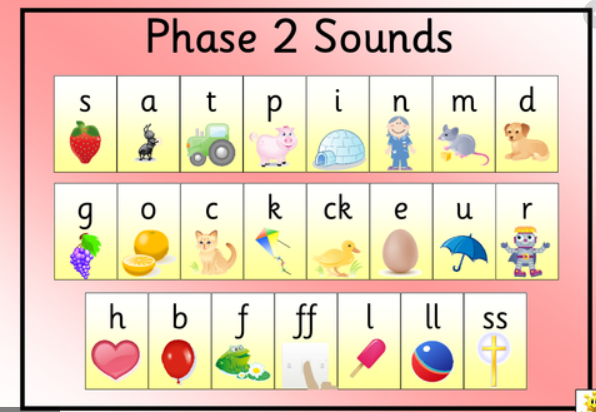 Phase 2 Sounds
s a t p i n m d
g o c k ck e u r
h b f ff l ll ss